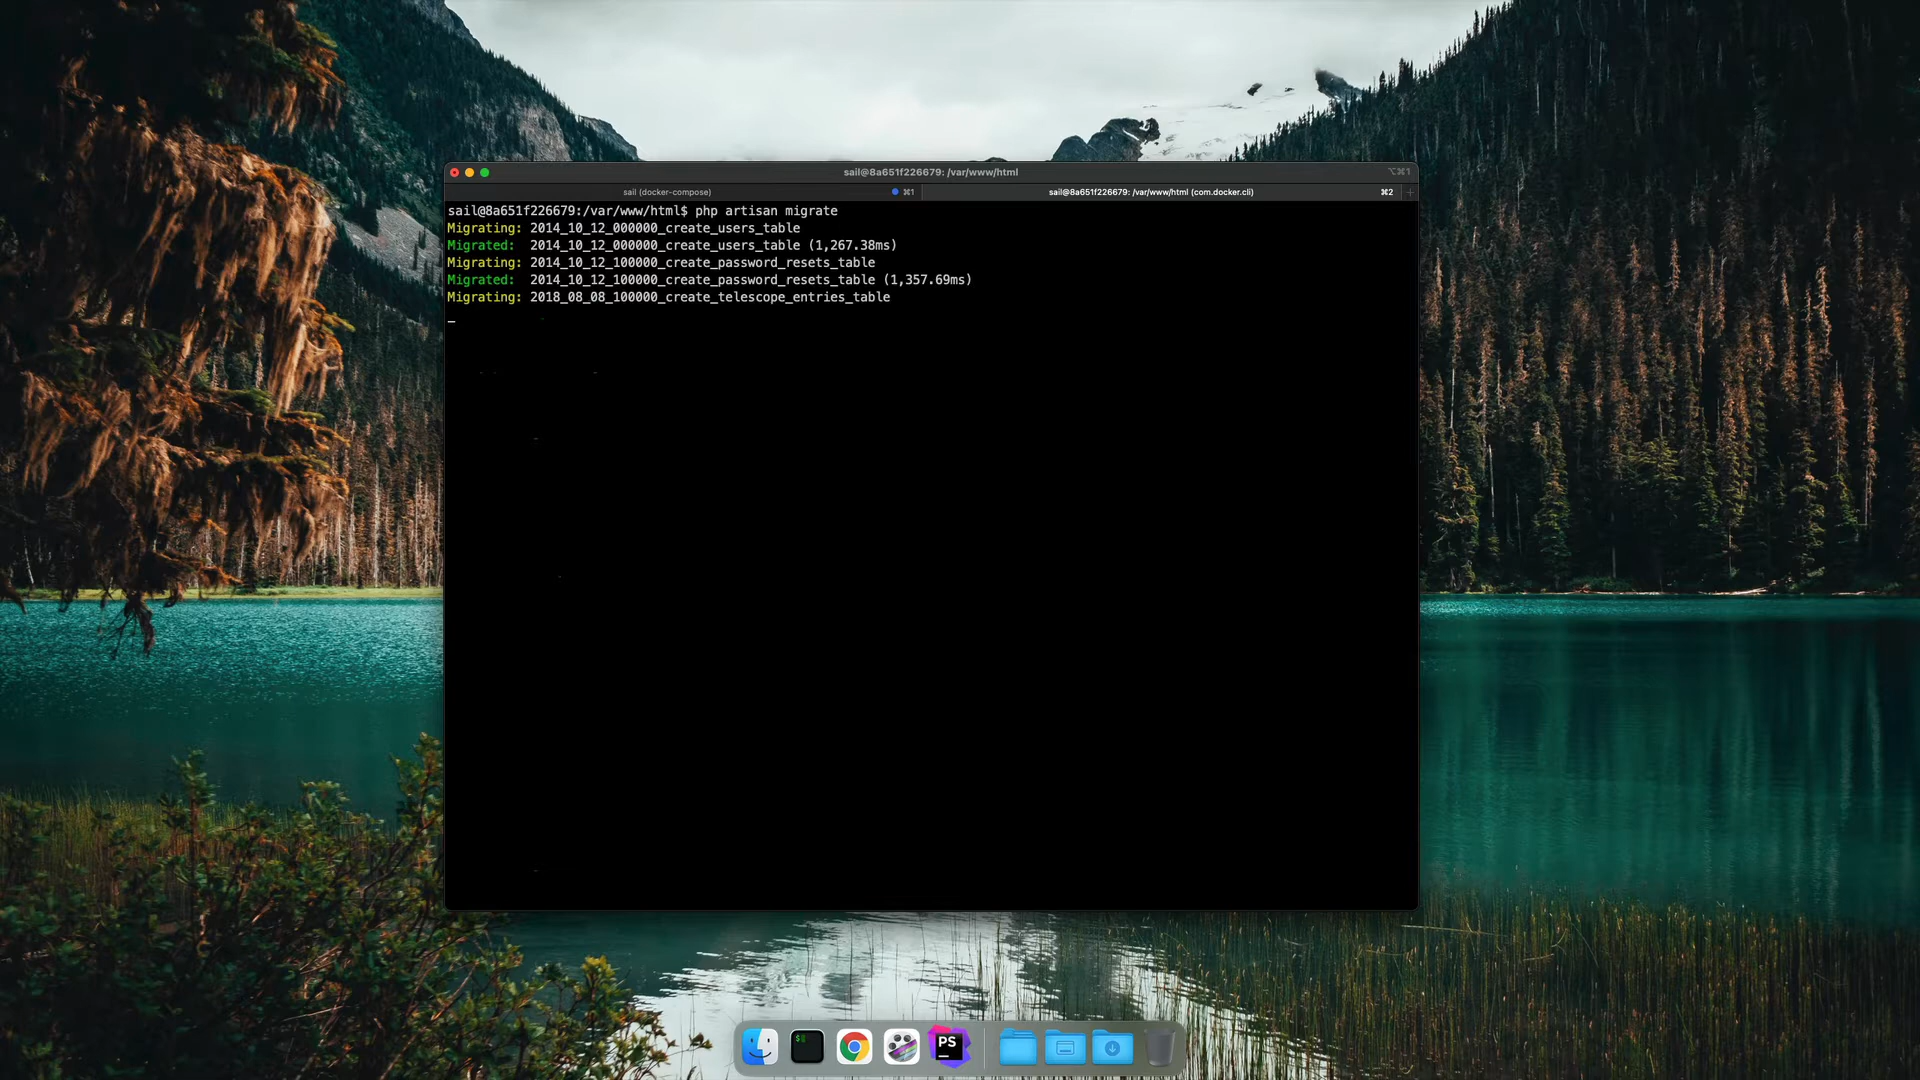 sail@8a651f226679: /var/www/html
⌥⌘1
sail (docker-compose)
⌘1
sail@8a651f226679: /var/www/html (com.docker.cli)
⌘2
sail@8a651f226679:/var/www/html$ php artisan migrate
Migrating: 2014_10_12_000000_create_users_table
Migrated:  2014_10_12_000000_create_users_table (1,267.38ms)
Migrating: 2014_10_12_100000_create_password_resets_table
Migrated:  2014_10_12_100000_create_password_resets_table (1,357.69ms)
Migrating: 2018_08_08_100000_create_telescope_entries_table
$
PS